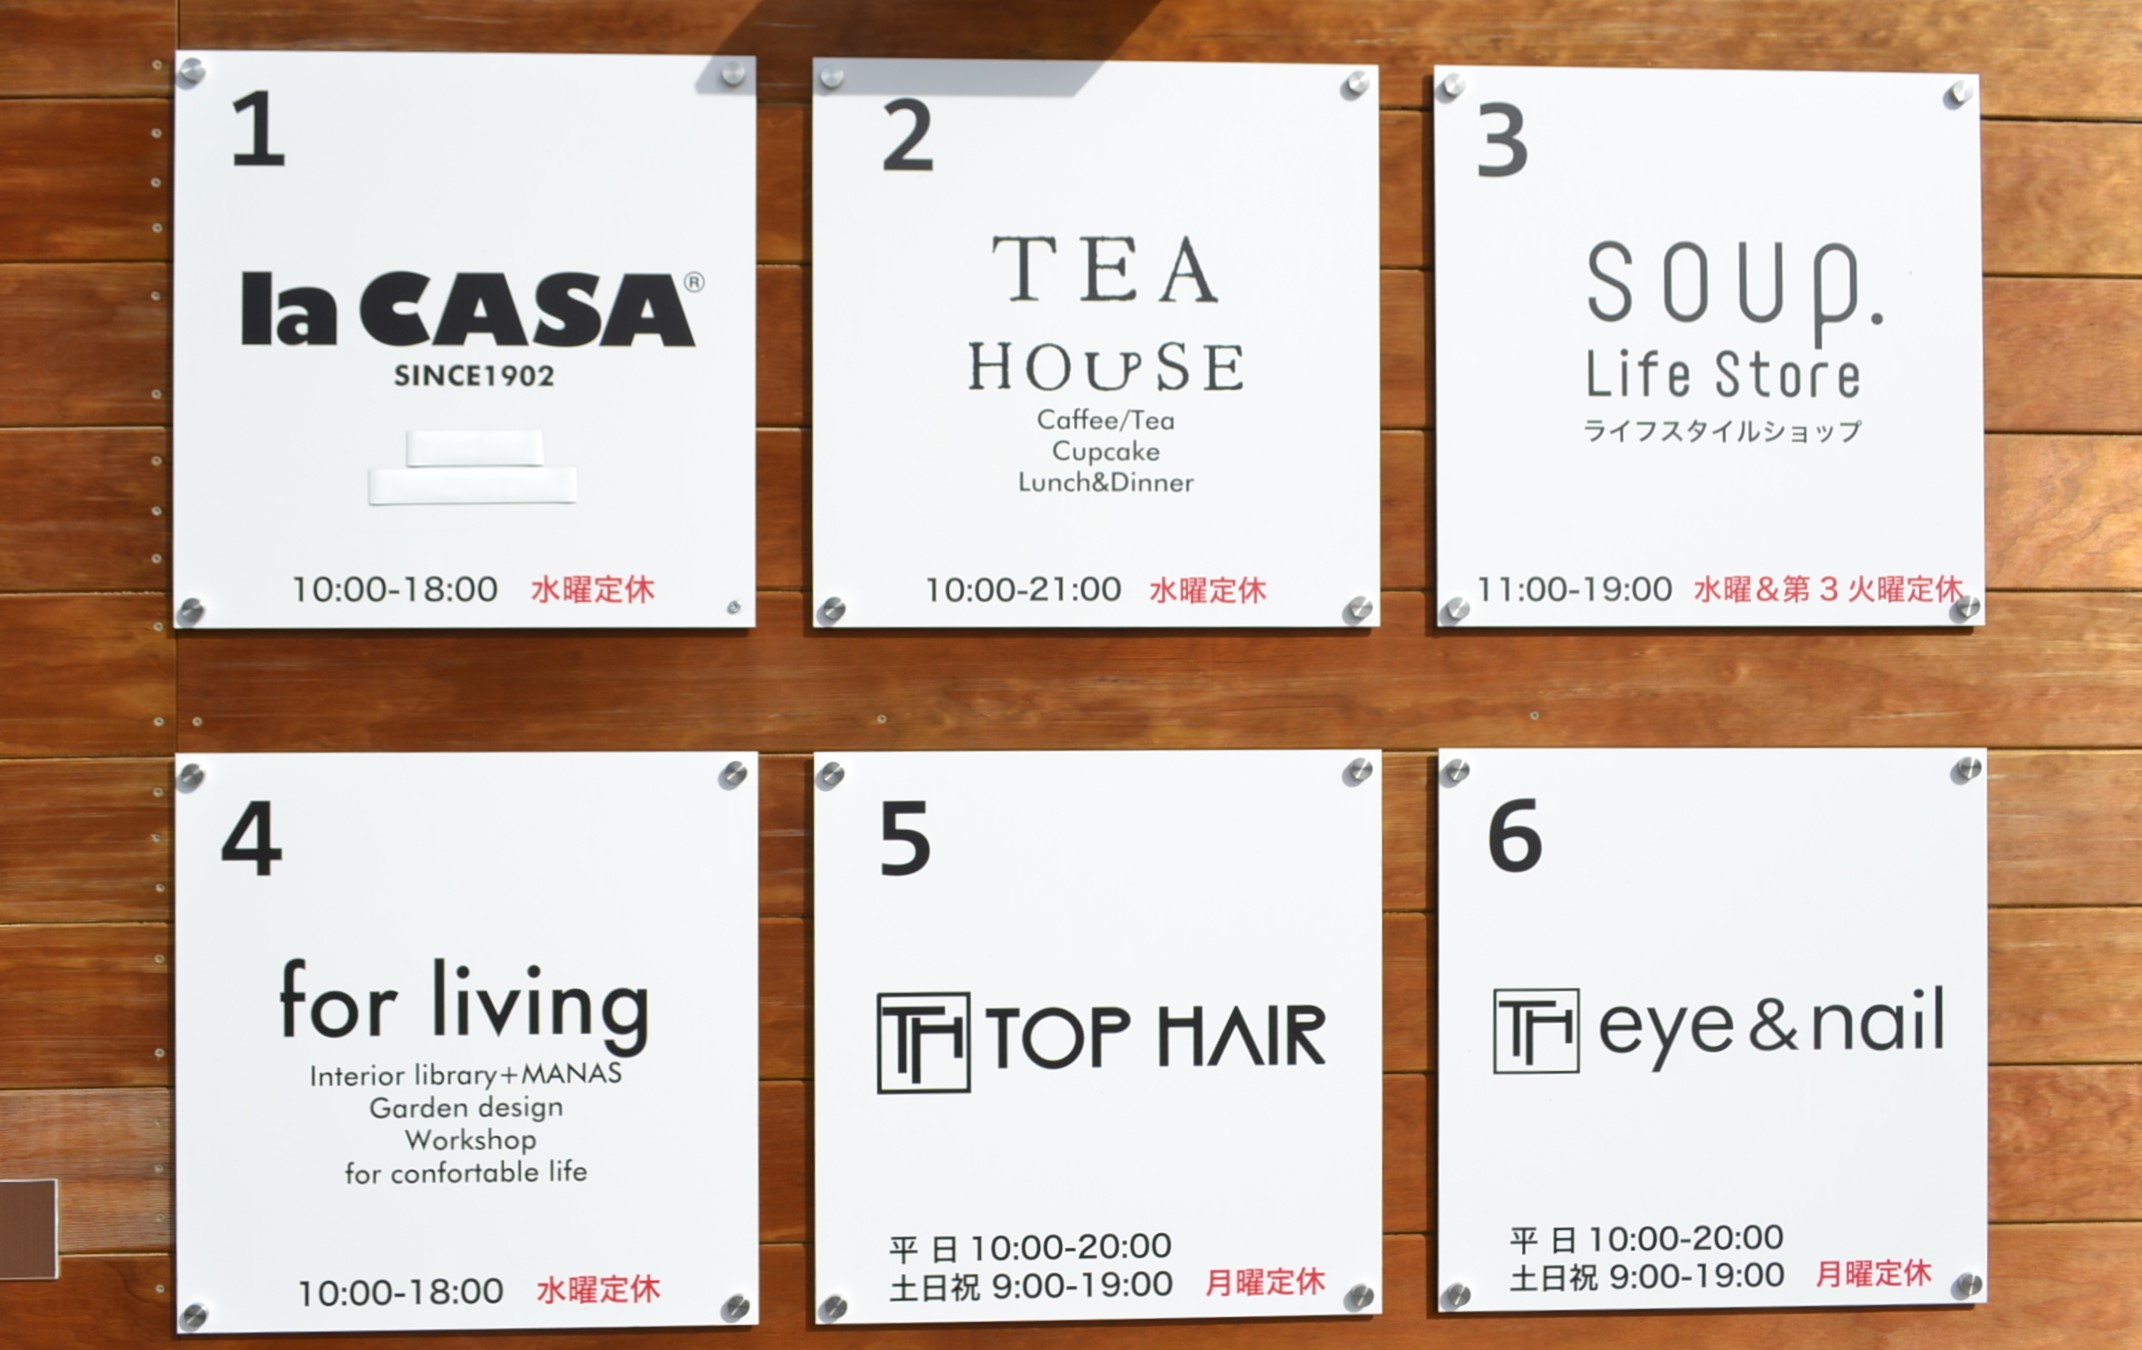 1
la CASA®
SINCE1902
10:00-18:00 水曜定休
2
TEA
HOUSE
Caffee/Tea
Cupcake
Lunch&Dinner
10:00-21:00 水曜定休
3
soup.
Life Store
ライフスタイルショップ
11:00-19:00 水曜＆第3火曜定休
4
for living
Interior library+MANAS
Garden design
Workshop
for confortable life
10:00-18:00 水曜定休
5
TH TOP HAIR
平 日 10:00-20:00
土日祝 9:00-19:00 月曜定休
6
TH eye & nail
平 日 10:00-20:00
土日祝 9:00-19:00 月曜定休